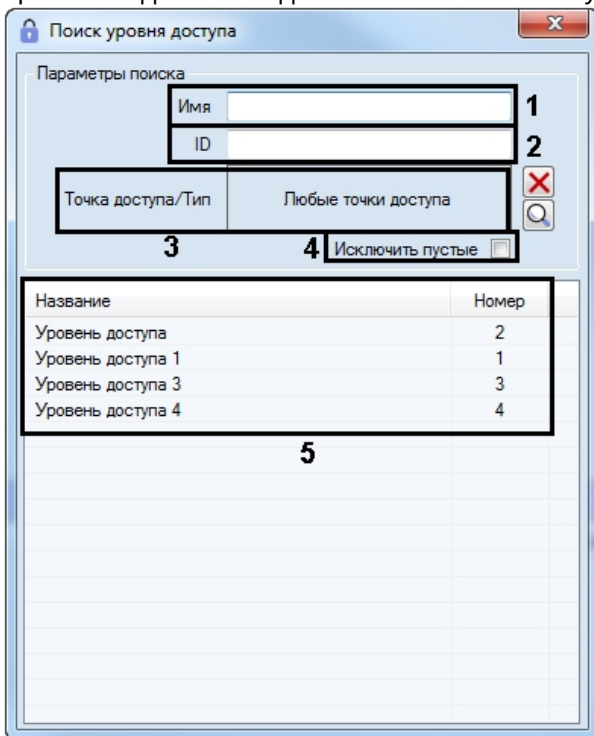 Поиск уровня доступа
Параметры поиска
Имя
1
ID
2
Точка доступа/Тип
Любые точки доступа
3
4
Исключить пустые
Название Номер
Уровень доступа 2
Уровень доступа 1 1
Уровень доступа 3 3
Уровень доступа 4 4
5